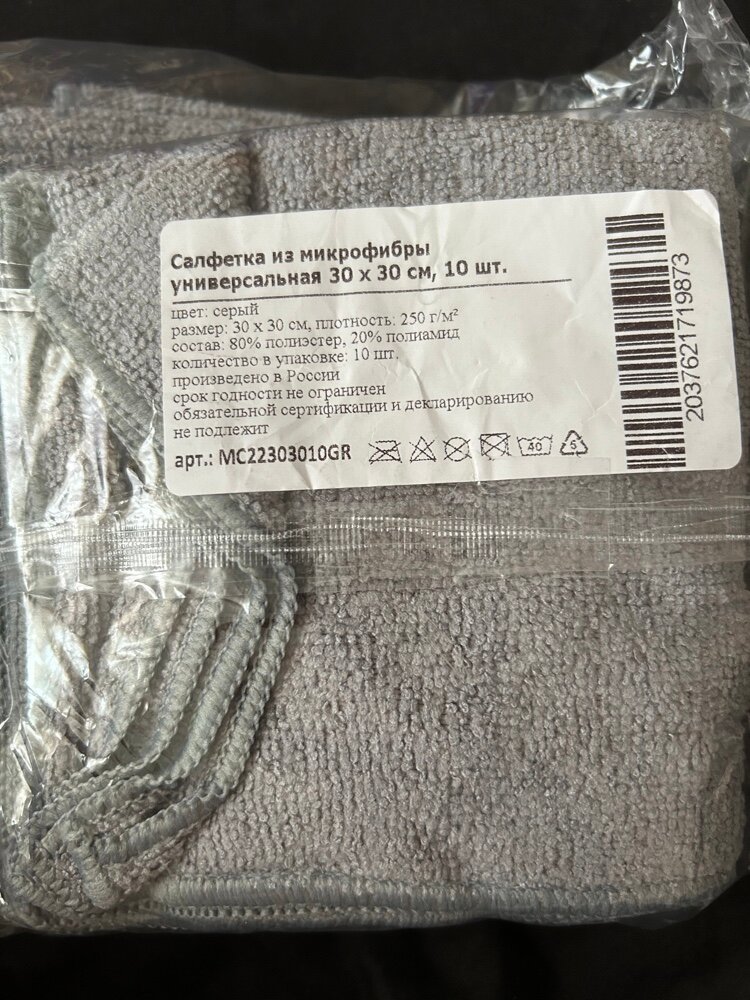 Салфетка из микрофибры
универсальная 30 х 30 см, 10 шт.
цвет: серый
размер: 30 х 30 см, плотность: 250 г/м²
состав: 80% полиэстер, 20% полиамид
количество в упаковке: 10 шт.
произведено в России
срок годности не ограничен
обязательной сертификации и декларированию
не подлежит
арт.: MC22303010GR
40
5
2037621719873